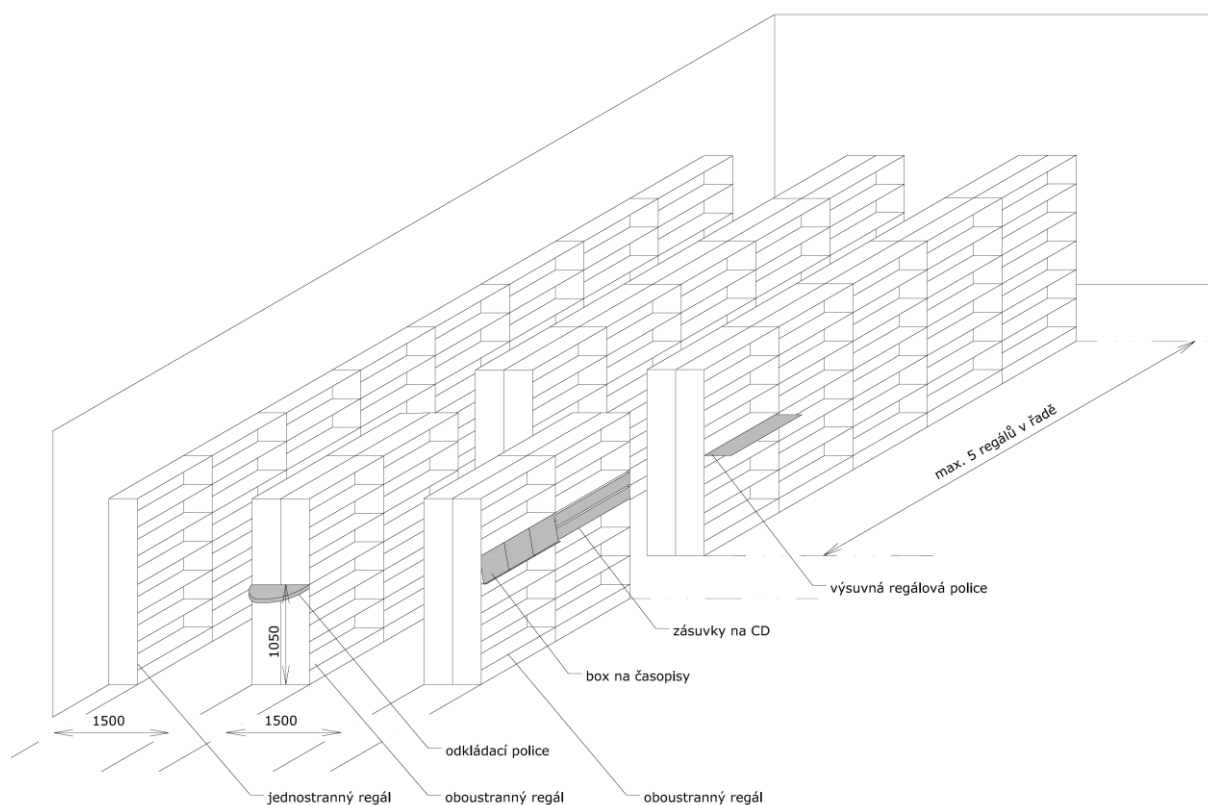 max. 5 regálů v řadě
výsuvná regálová police
zásuvky na CD
1050
box na časopisy
1500
1500
odkládací police
jednostranný regál
oboustranný regál
oboustranný regál